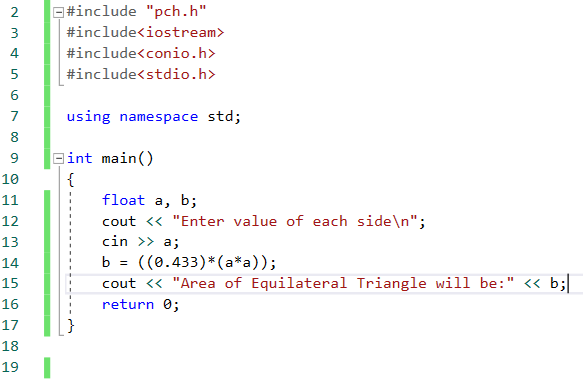 2 #include "pch.h"
3 #include<iostream>
4 #include<conio.h>
5 #include<stdio.h>
6
7 using namespace std;
8
9 int main()
10 {
11 float a, b;
12 cout << "Enter value of each side\n";
13 cin >> a;
14 b = ((0.433)*(a*a));
15 cout << "Area of Equilateral Triangle will be:" << b;
16 return 0;
17 }
18
19